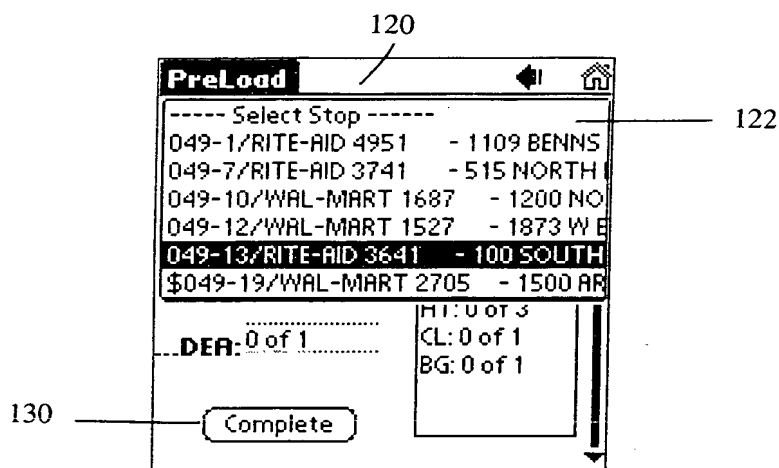 120
PreLoad
----- Select Stop ------
122
049-1/RITE-AID 4951 - 1109 BENNS
049-7/RITE-AID 3741 - 515 NORTH
049-10/WAL-MART 1687 - 1200 NO
049-12/WAL-MART 1527 - 1873 W E
049-13/RITE-AID 3641 - 100 SOUTH
$049-19/WAL-MART 2705 - 1500 AR
HT: 0 of 3
DEA: 0 of 1
CL: 0 of 1
BG: 0 of 1
130
Complete